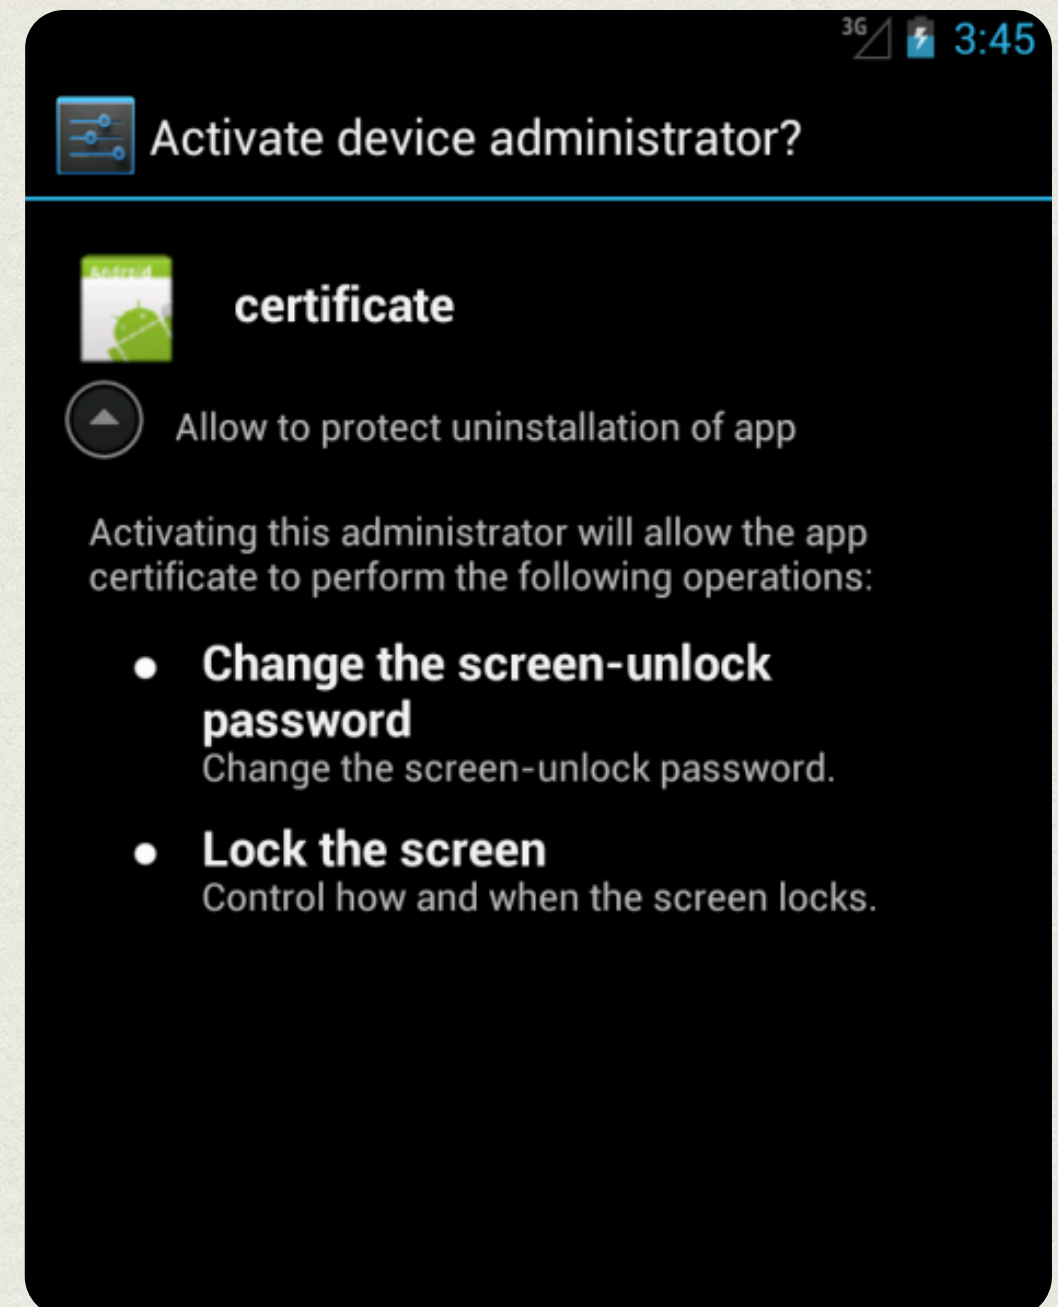 3G 3:45
Activate device administrator?
Android
certificate
Allow to protect uninstallation of app
Activating this administrator will allow the app
certificate to perform the following operations:
Change the screen-unlock
password
Change the screen-unlock password.
Lock the screen
Control how and when the screen locks.